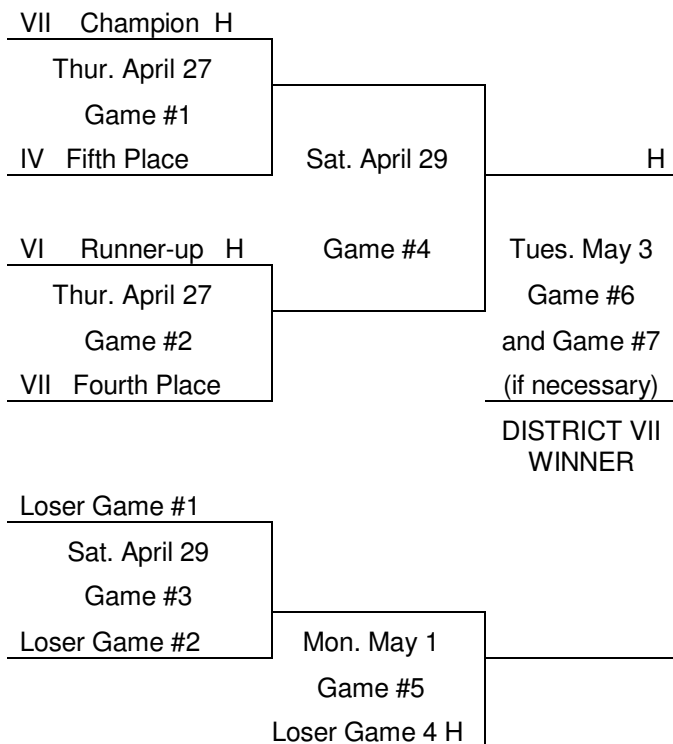 VII Champion H
Thur. April 27
Game #1
IV Fifth Place
Sat. April 29
H
VI Runner-up H
Game #4
Tues. May 3
Thur. April 27
Game #6
Game #2
and Game #7
VII Fourth Place
(if necessary)
DISTRICT VII
WINNER
Loser Game #1
Sat. April 29
Game #3
Loser Game #2
Mon. May 1
Game #5
Loser Game 4 H